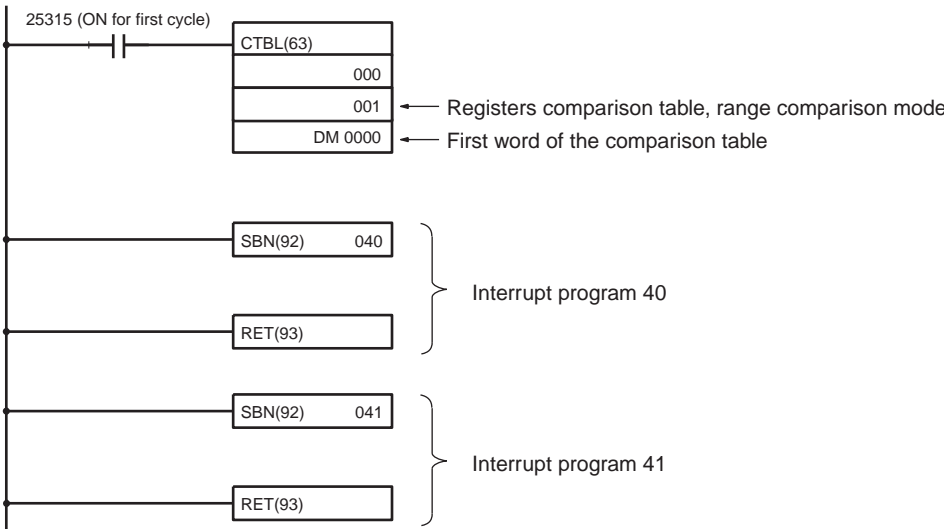 25315 (ON for first cycle)
CTBL(63)
000
001 Registers comparison table, range comparison mode
DM 0000 First word of the comparison table
SBN(92) 040
Interrupt program 40
RET(93)
SBN(92) 041
Interrupt program 41
RET(93)